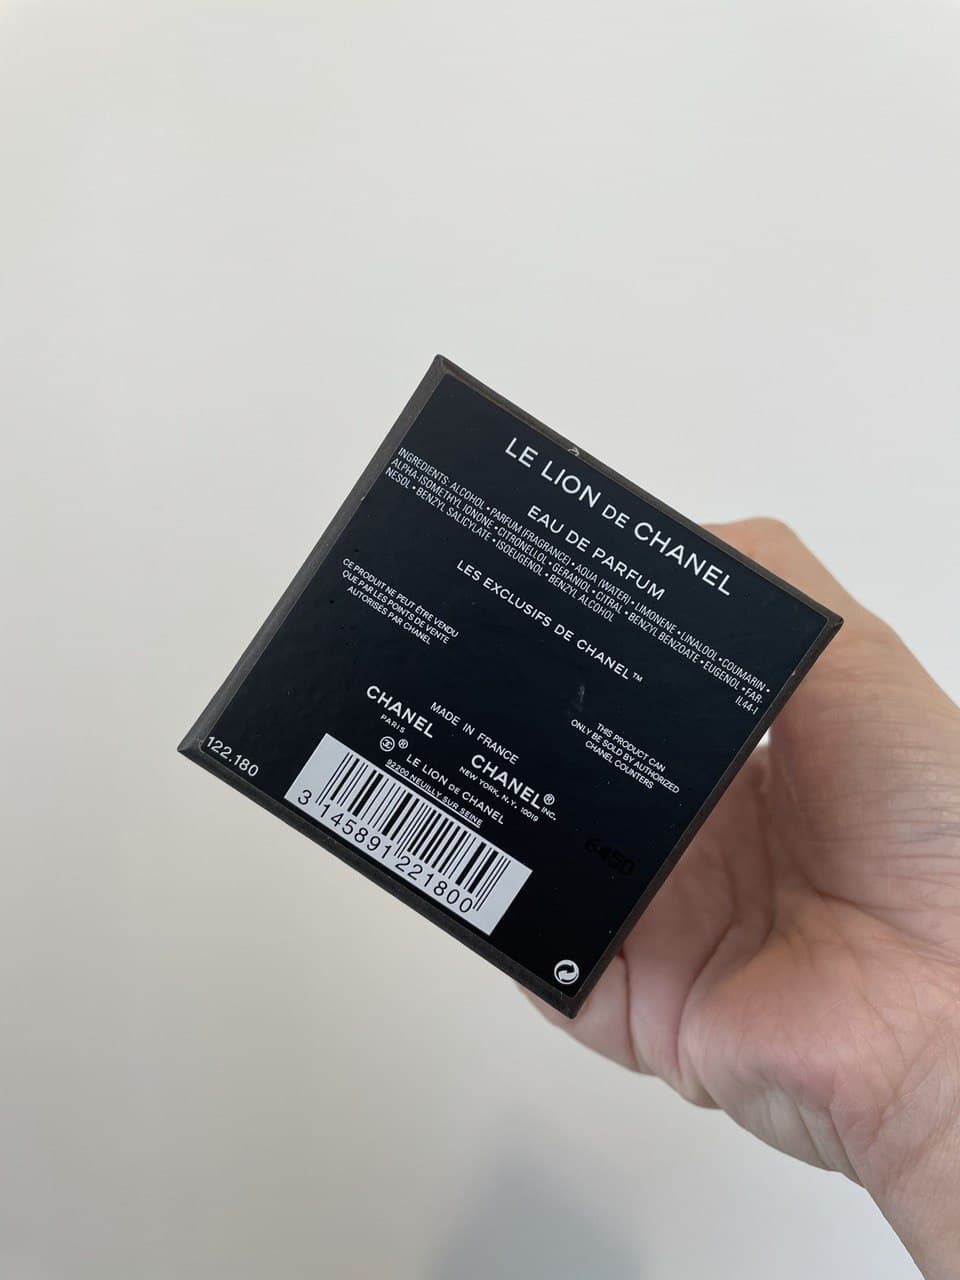 LE LION DE CHANEL
EAU DE PARFUM
INGREDIENTS: ALCOHOL • PARFUM (FRAGRANCE) • AQUA (WATER) • LIMONENE • LINALOOL • COUMARIN •
ALPHA-ISOMETHYL IONONE • CITRONELLOL • GERANIOL • CITRAL • BENZYL BENZOATE • EUGENOL • FAR-
NESOL • BENZYL SALICYLATE • ISOEUGENOL • BENZYL ALCOHOL
IL44-1
LES EXCLUSIFS DE CHANEL™
CE PRODUIT NE PEUT ÊTRE VENDU
QUE PAR LES POINTS DE VENTE
AUTORISÉS PAR CHANEL
THIS PRODUCT CAN
ONLY BE SOLD BY AUTHORIZED
CHANEL COUNTERS
MADE IN FRANCE
CHANEL
PARIS
CHANEL® INC.
NEW YORK, N.Y. 10019
®
LE LION DE CHANEL
92200 NEUILLY SUR SEINE
122.180
3 145891 221800
6450